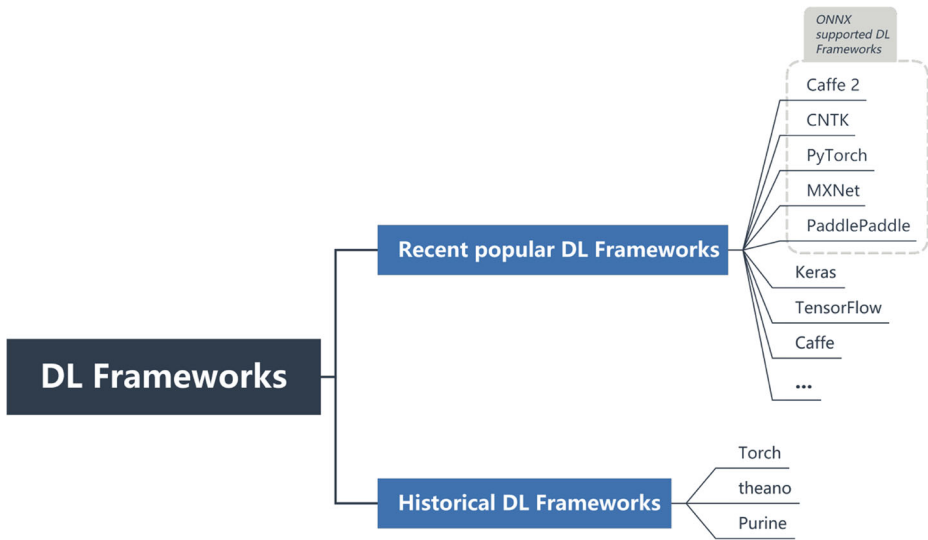 ONNX
supported DL
Frameworks
Caffe 2
CNTK
PyTorch
MXNet
PaddlePaddle
Recent popular DL Frameworks
Keras
TensorFlow
Caffe
...
DL Frameworks
Torch
theano
Historical DL Frameworks
Purine